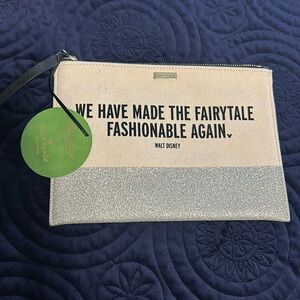 WE HAVE MADE THE FAIRYTALE
FASHIONABLE AGAIN
WALT DISNEY